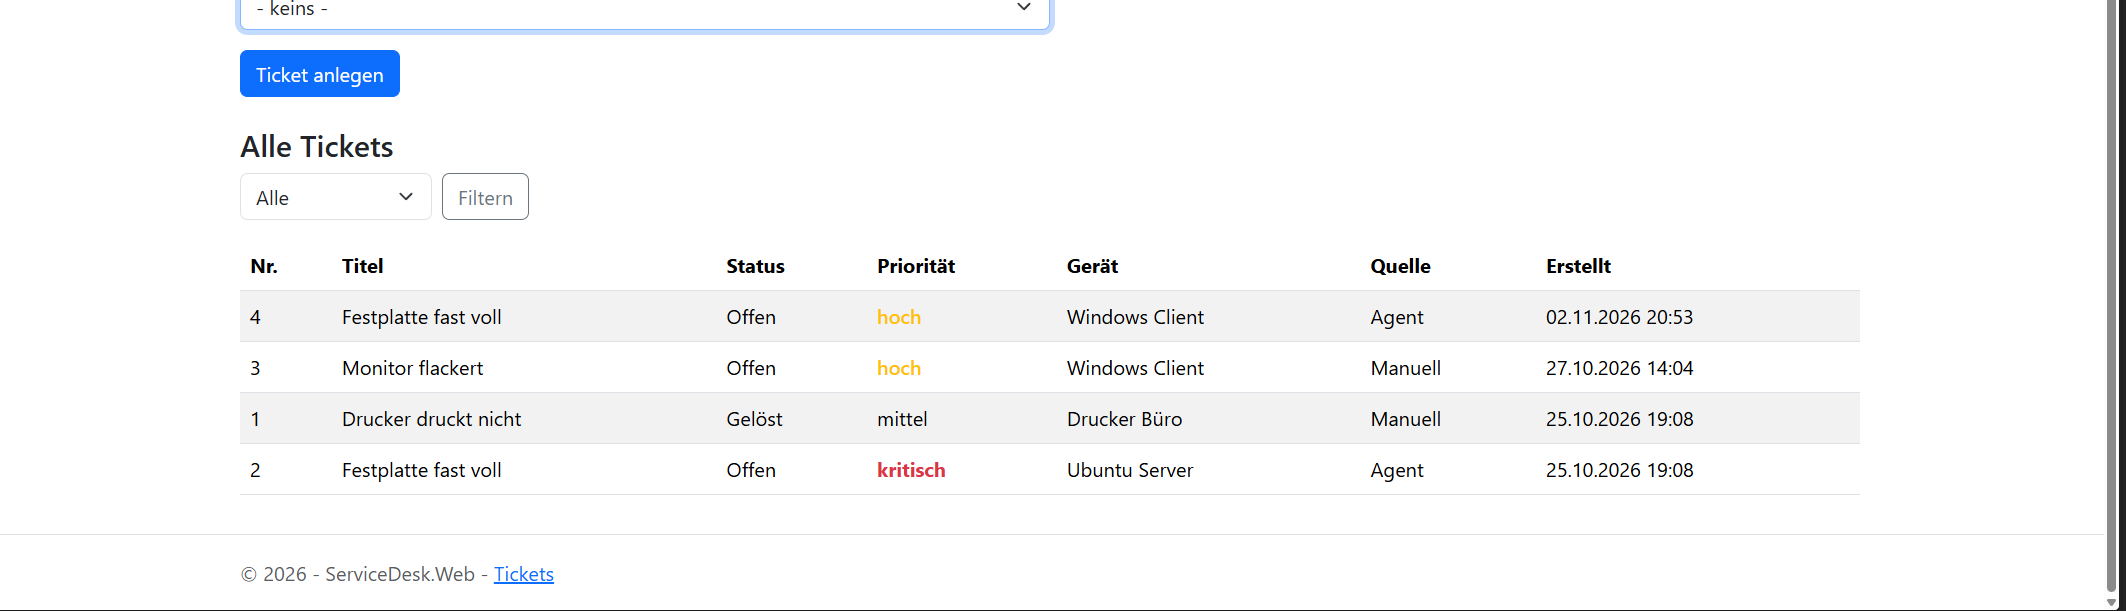 - keins -
Ticket anlegen
Alle Tickets
Alle Filtern
Nr. Titel Status Priorität Gerät Quelle Erstellt
4 Festplatte fast voll Offen hoch Windows Client Agent 02.11.2026 20:53
3 Monitor flackert Offen hoch Windows Client Manuell 27.10.2026 14:04
1 Drucker druckt nicht Gelöst mittel Drucker Büro Manuell 25.10.2026 19:08
2 Festplatte fast voll Offen kritisch Ubuntu Server Agent 25.10.2026 19:08
© 2026 - ServiceDesk.Web - Tickets